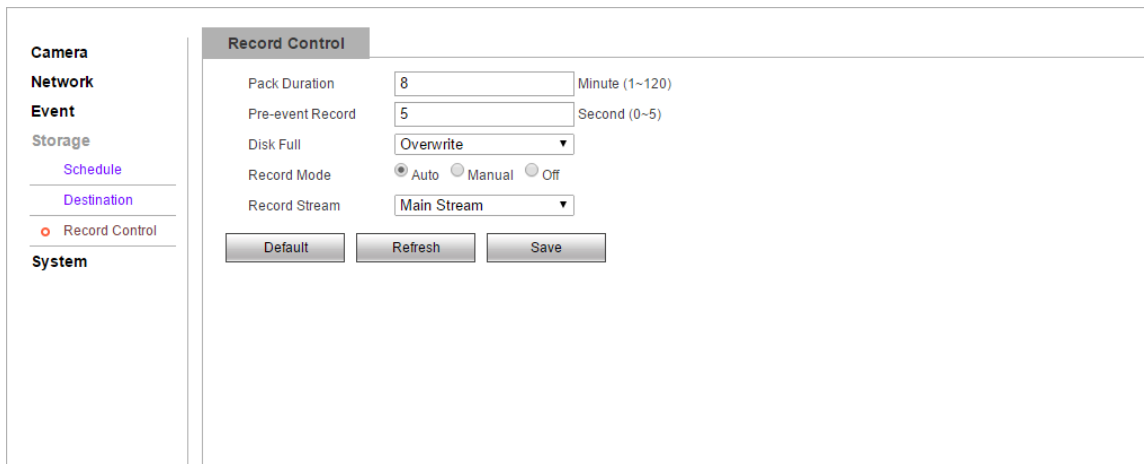 Camera
Network
Event
Storage
Schedule
Destination
Record Control
System
Record Control
Pack Duration 8 Minute (1~120)
Pre-event Record 5 Second (0~5)
Disk Full Overwrite
Record Mode Auto Manual Off
Record Stream Main Stream
Default Refresh Save